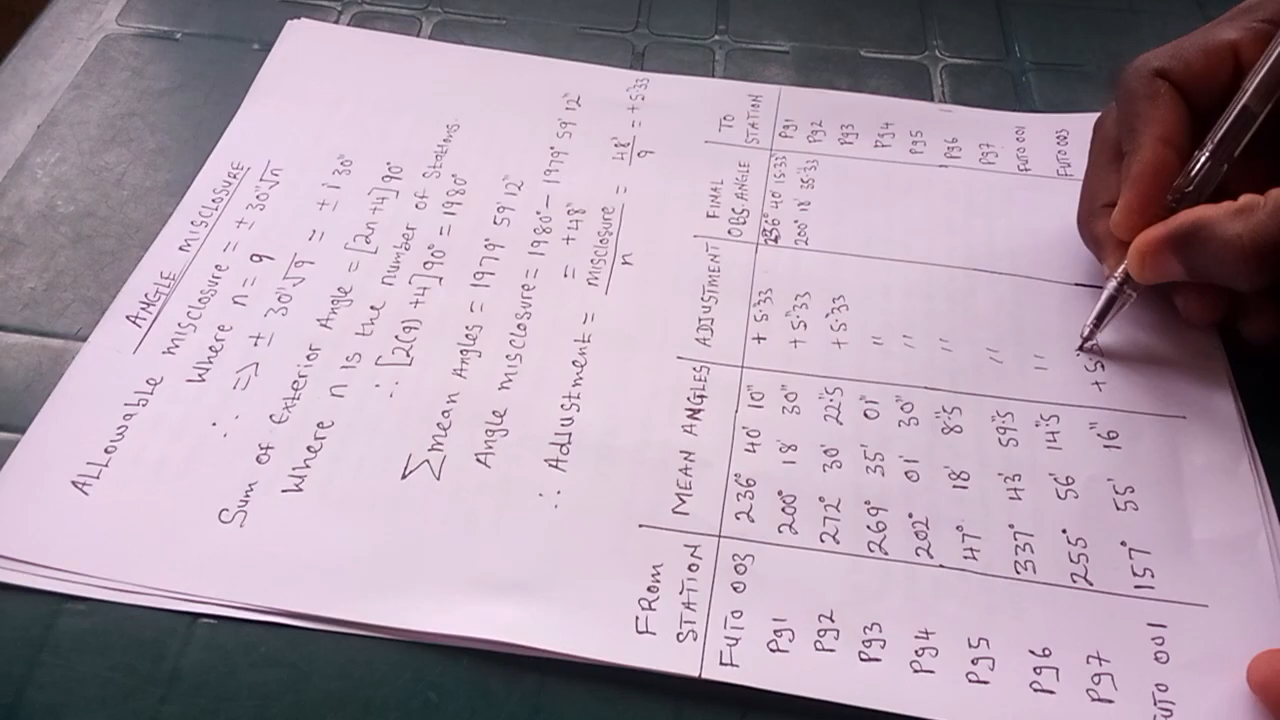 ANGLE MISCLOSURE
Allowable misclosure = ± 30"√n
Where n = 9
∴ => ± 30"√9 = ± 1' 30"
Sum of Exterior Angle = [2n+4]90°
Where n is the number of stations.
∴ [2(9)+4]90° = 1980°
∑mean Angles = 1979° 59' 12"
Angle misclosure = 1980° - 1979° 59' 12"
= +48"
∴ Adjustment = misclosure / n = 48" / 9 = +5."33
FROM STATION | MEAN ANGLES | ADJUSTMENT | FINAL OBS. ANGLE | TO STATION
FUTO 003 236° 40' 10" + 5."33 236° 40' 15."33 Pg1
Pg1 200° 18' 30" + 5."33 200° 18' 35."33 Pg2
Pg2 272° 30' 22."5 + 5."33 Pg3
Pg3 269° 35' 01" " Pg4
Pg4 202° 01' 30" " Pg5
Pg5 47° 18' 8."5 " Pg6
Pg6 337° 43' 59."5 " Pg7
Pg7 255° 56' 14."5 " FUTO 001
FUTO 001 157° 55' 16" +5. FUTO 003